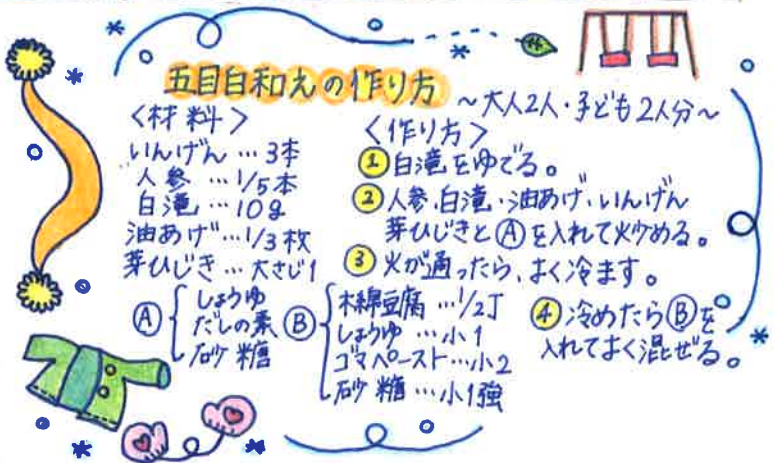 五目白和えの作り方
~大人2人・子ども2人分~
<材料>
いんげん…3本
人参…1/5本
白滝…10g
油あげ…1/3枚
芽ひじき…大さじ1
Ⓐ しょうゆ
だしの素
砂糖
Ⓑ 木綿豆腐…1/2丁
しょうゆ…小1
ゴマペースト…小2
砂糖…小1強
<作り方>
①白滝をゆでる。
②人参・白滝・油あげ・いんげん
芽ひじきとⒶを入れて炒める。
③火が通ったら、よく冷ます。
④冷めたらⒷを
入れてよく混ぜる。